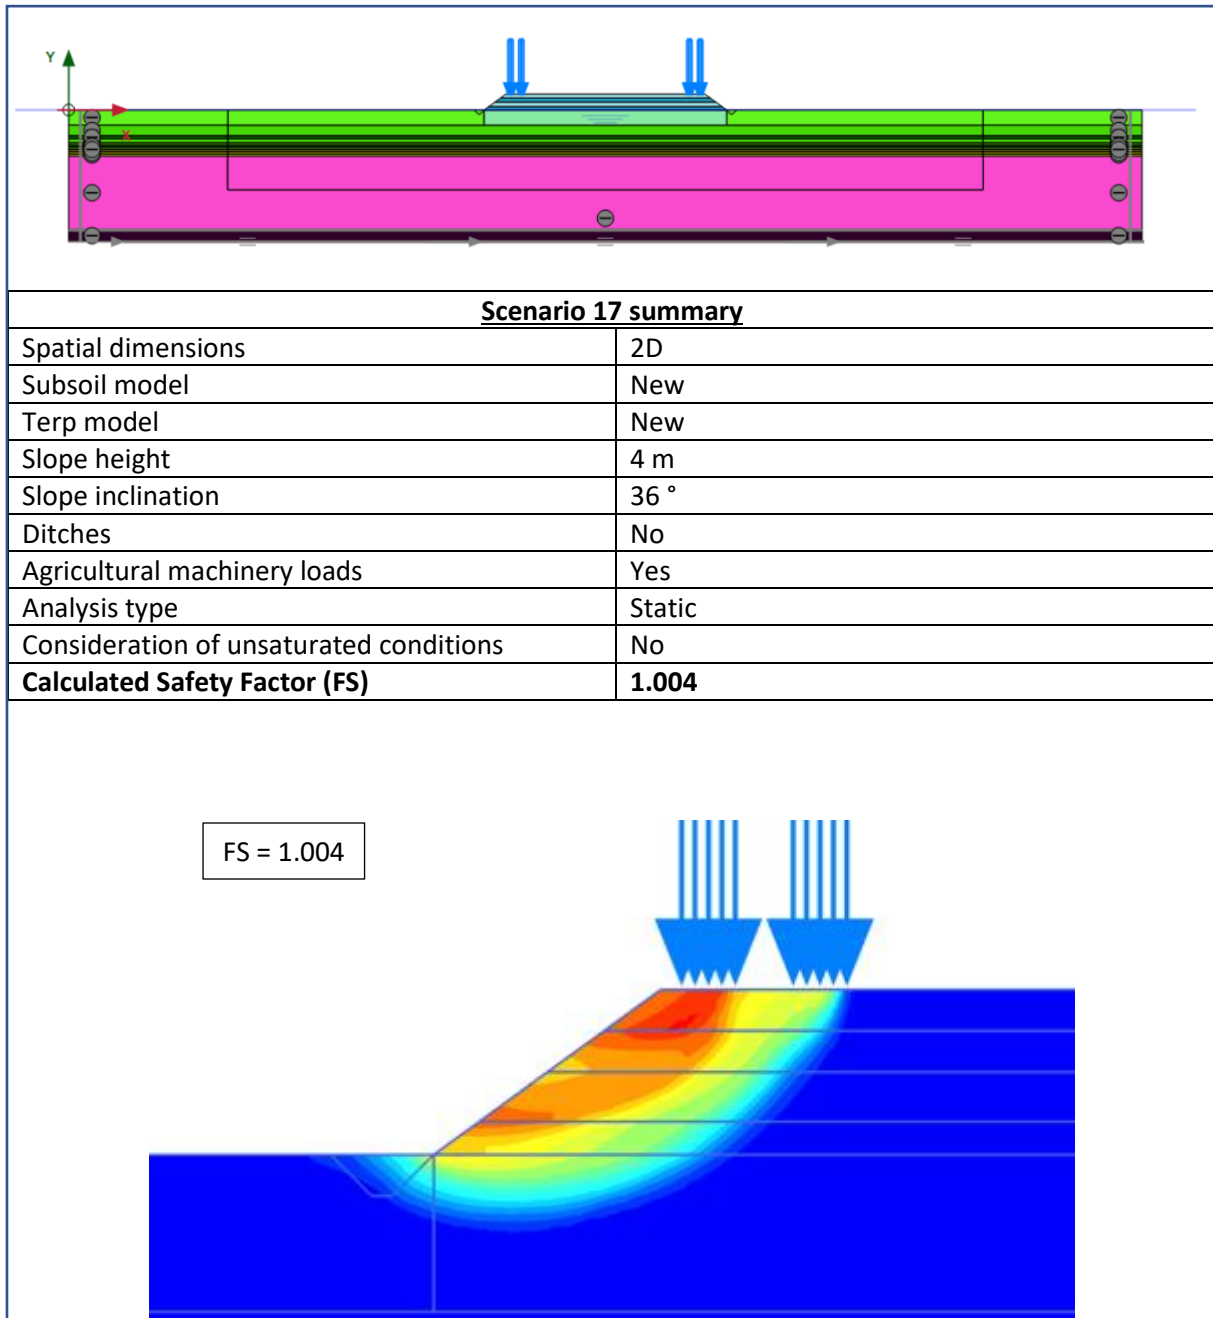 Y
X
Scenario 17 summary
Spatial dimensions 2D
Subsoil model New
Terp model New
Slope height 4 m
Slope inclination 36 °
Ditches No
Agricultural machinery loads Yes
Analysis type Static
Consideration of unsaturated conditions No
Calculated Safety Factor (FS) 1.004
FS = 1.004